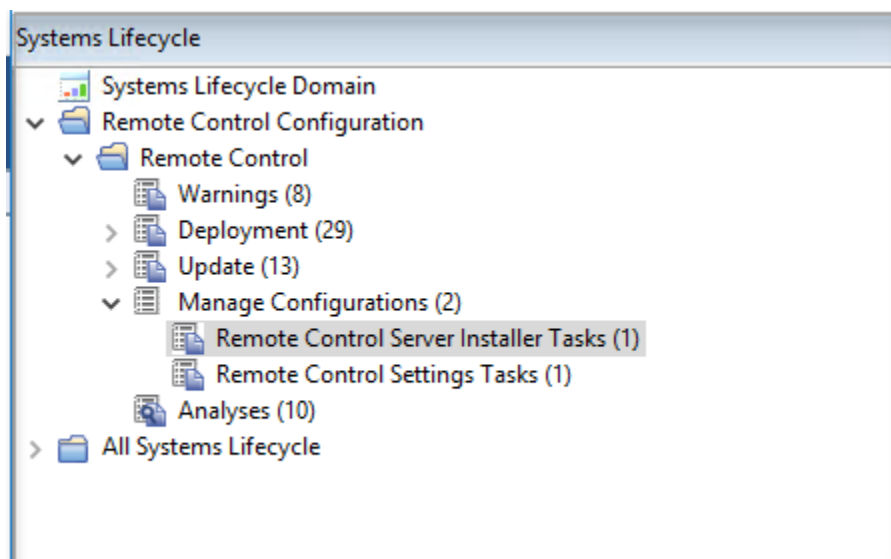 Systems Lifecycle
Systems Lifecycle Domain
Remote Control Configuration
Remote Control
Warnings (8)
Deployment (29)
Update (13)
Manage Configurations (2)
Remote Control Server Installer Tasks (1)
Remote Control Settings Tasks (1)
Analyses (10)
All Systems Lifecycle